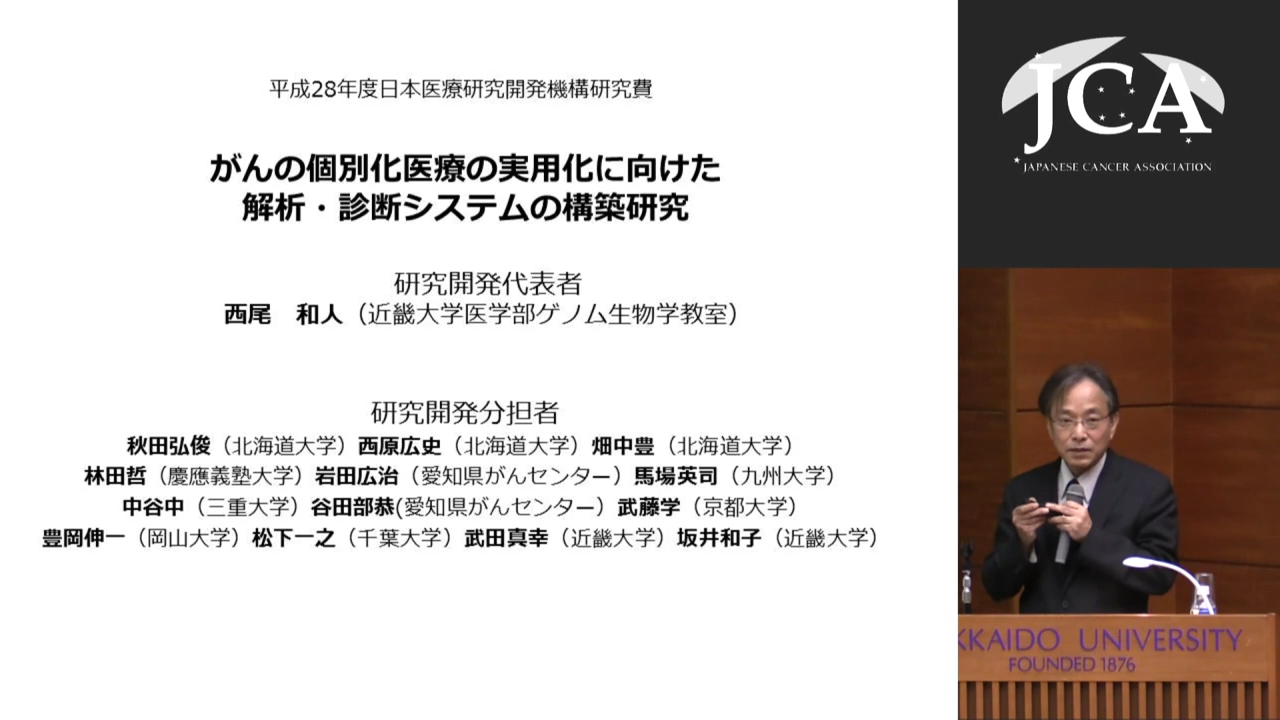 平成28年度日本医療研究開発機構研究費
がんの個別化医療の実用化に向けた
解析・診断システムの構築研究
研究開発代表者
西尾　和人（近畿大学医学部ゲノム生物学教室）
研究開発分担者
秋田弘俊（北海道大学）西原広史（北海道大学）畑中豊（北海道大学）
林田哲（慶應義塾大学）岩田広治（愛知県がんセンター）馬場英司（九州大学）
中谷中（三重大学）谷田部恭(愛知県がんセンター）武藤学（京都大学）
豊岡伸一（岡山大学）松下一之（千葉大学）武田真幸（近畿大学）坂井和子（近畿大学）
JCA
JAPANESE CANCER ASSOCIATION
KKAIDO UNIVERSITY
FOUNDED 1876